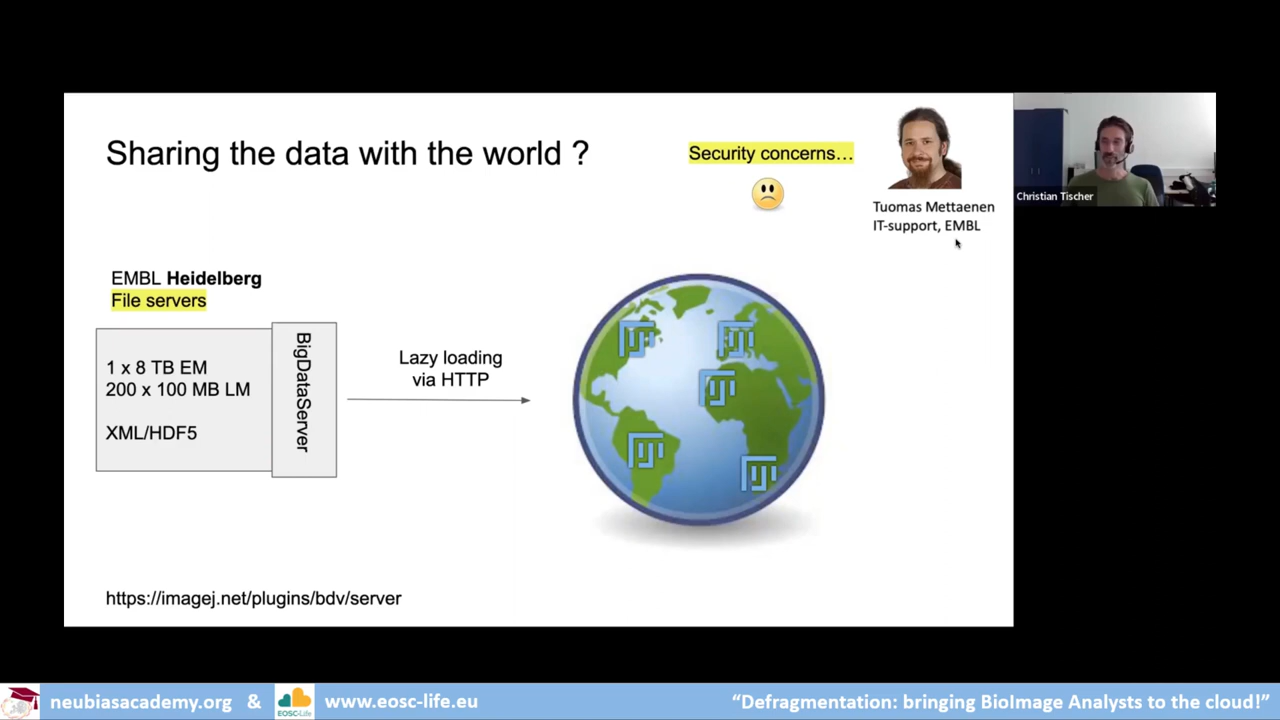 Sharing the data with the world ?
Security concerns…
Tuomas Mettaenen
IT-support, EMBL
Christian Tischer
EMBL Heidelberg
File servers
1 x 8 TB EM
200 x 100 MB LM
XML/HDF5
BigDataServer
Lazy loading
via HTTP
https://imagej.net/plugins/bdv/server
neubiasacademy.org & EOSC-Life www.eosc-life.eu
“Defragmentation: bringing BioImage Analysts to the cloud!”